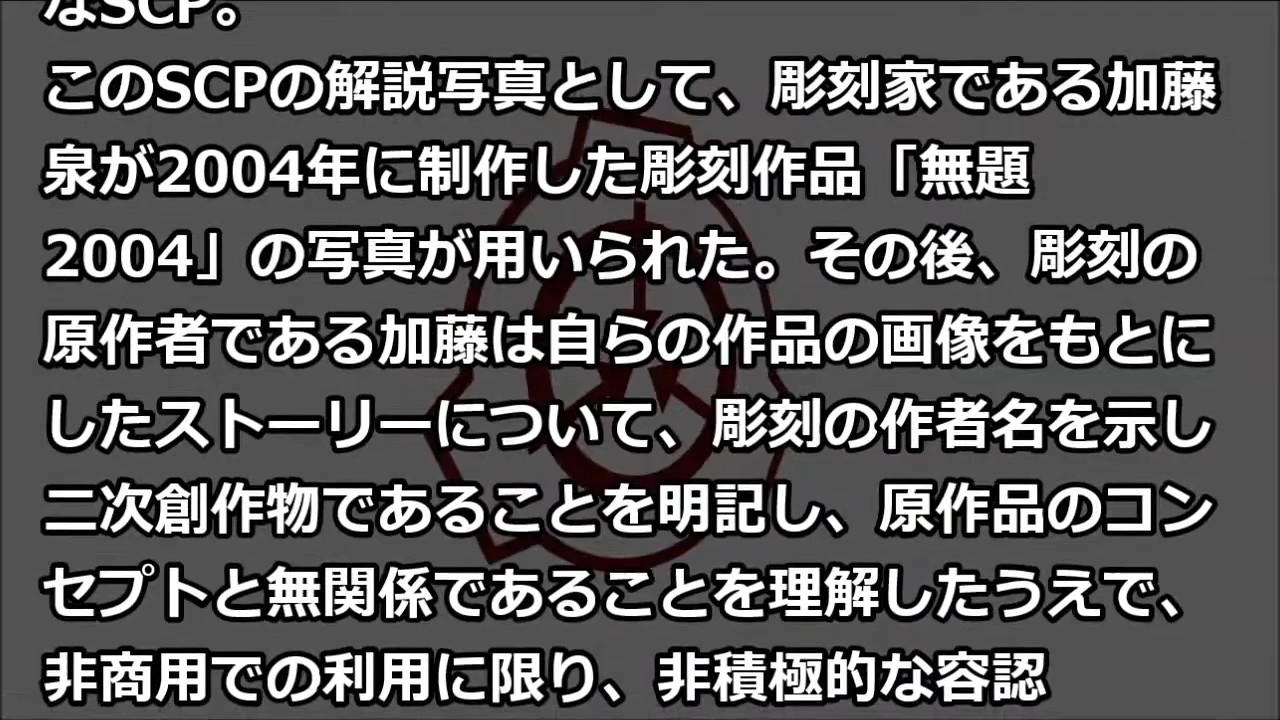 なSCP。
このSCPの解説写真として、彫刻家である加藤
泉が2004年に制作した彫刻作品「無題
2004」の写真が用いられた。その後、彫刻の
原作者である加藤は自らの作品の画像をもとに
したストーリーについて、彫刻の作者名を示し
二次創作物であることを明記し、原作品のコン
セプトと無関係であることを理解したうえで、
非商用での利用に限り、非積極的な容認